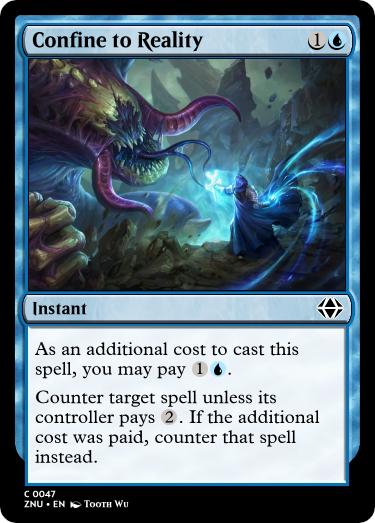 Confine to Reality 1
Instant
As an additional cost to cast this
spell, you may pay 1.
Counter target spell unless its
controller pays 2. If the additional
cost was paid, counter that spell
instead.
C 0047
ZNU • EN Tooth Wu